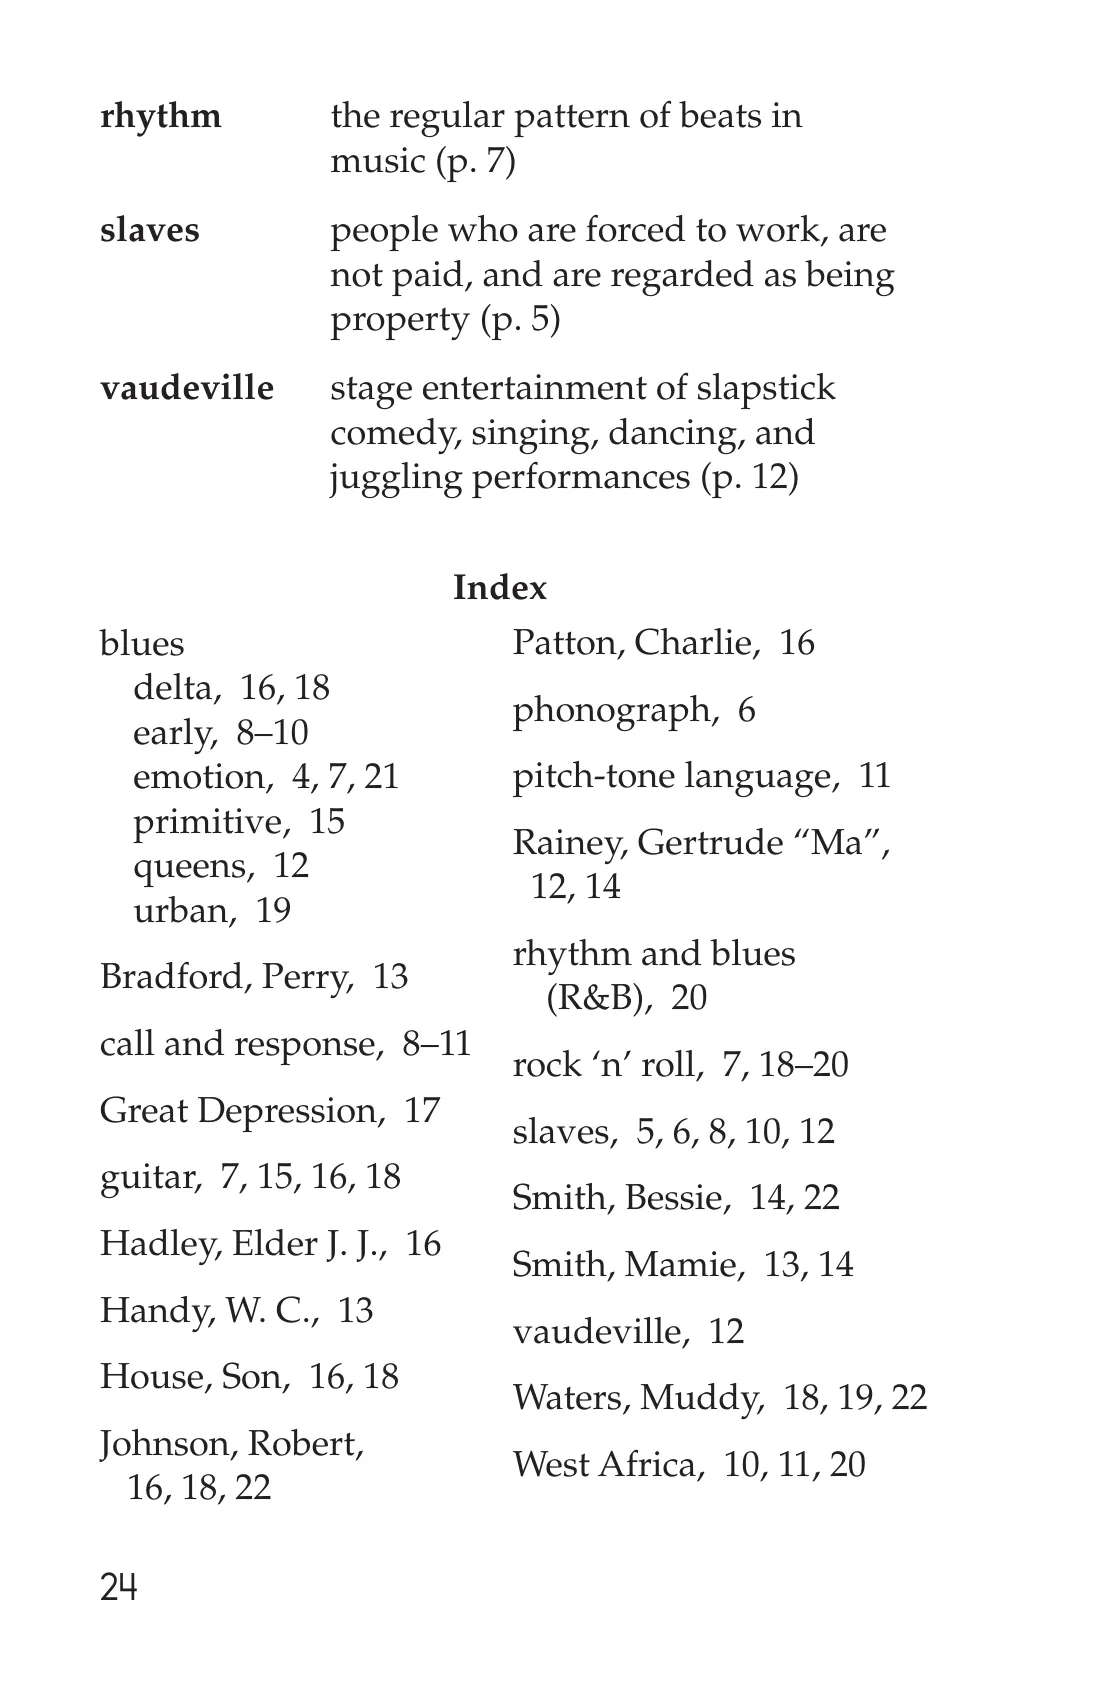 rhythm the regular pattern of beats in
music (p. 7)
slaves people who are forced to work, are
not paid, and are regarded as being
property (p. 5)
vaudeville stage entertainment of slapstick
comedy, singing, dancing, and
juggling performances (p. 12)
Index
blues
delta, 16, 18
early, 8–10
emotion, 4, 7, 21
primitive, 15
queens, 12
urban, 19
Bradford, Perry, 13
call and response, 8–11
Great Depression, 17
guitar, 7, 15, 16, 18
Hadley, Elder J. J., 16
Handy, W. C., 13
House, Son, 16, 18
Johnson, Robert,
16, 18, 22
Patton, Charlie, 16
phonograph, 6
pitch-tone language, 11
Rainey, Gertrude “Ma”,
12, 14
rhythm and blues
(R&B), 20
rock ‘n’ roll, 7, 18–20
slaves, 5, 6, 8, 10, 12
Smith, Bessie, 14, 22
Smith, Mamie, 13, 14
vaudeville, 12
Waters, Muddy, 18, 19, 22
West Africa, 10, 11, 20
24